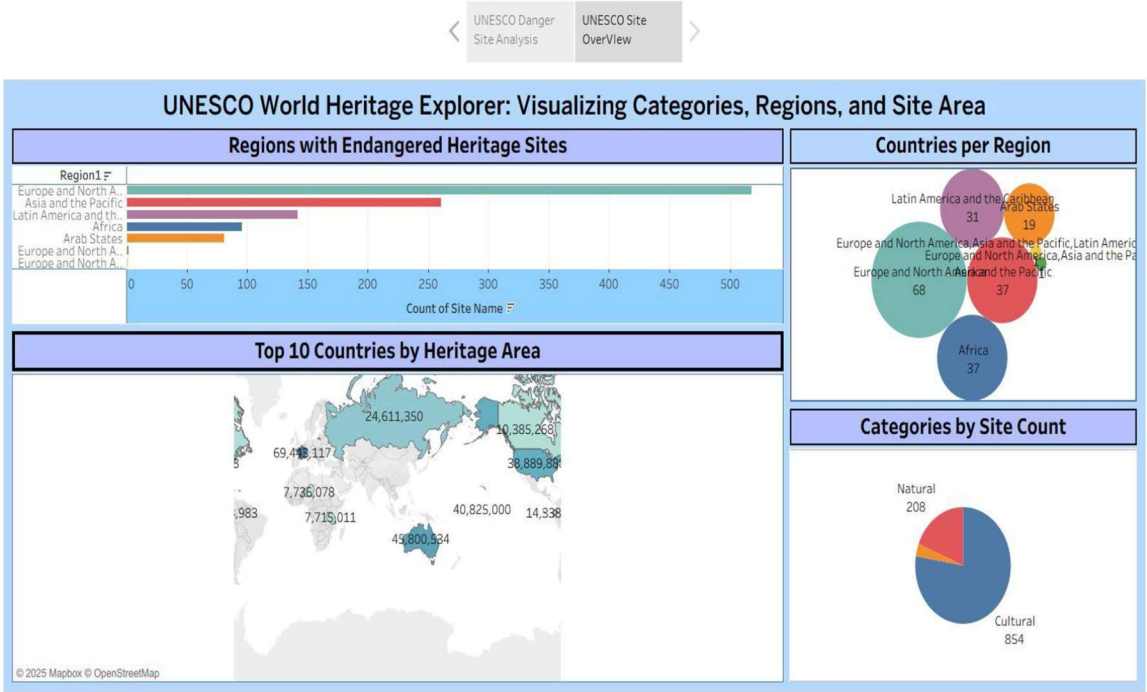 UNESCO Danger
Site Analysis
UNESCO Site
OverView
UNESCO World Heritage Explorer: Visualizing Categories, Regions, and Site Area
Regions with Endangered Heritage Sites
Region1
Europe and North A..
Asia and the Pacific
Latin America and th..
Africa
Arab States
Europe and North A..
Europe and North A..
0 50 100 150 200 250 300 350 400 450 500
Count of Site Name
Countries per Region
Latin America and the Caribbean
31
Arab States
19
Europe and North America,Asia and the Pacific,Latin Americ
Europe and North America,Asia and the Pa
Europe and North America
68
Asia and the Pacific
37
1
Africa
37
Top 10 Countries by Heritage Area
24,611,350
10,385,268
69,443,117
38,889,88
3
7,736,078
,983
7,715,011
40,825,000
14,338
45,800,534
© 2025 Mapbox © OpenStreetMap
Categories by Site Count
Natural
208
Cultural
854